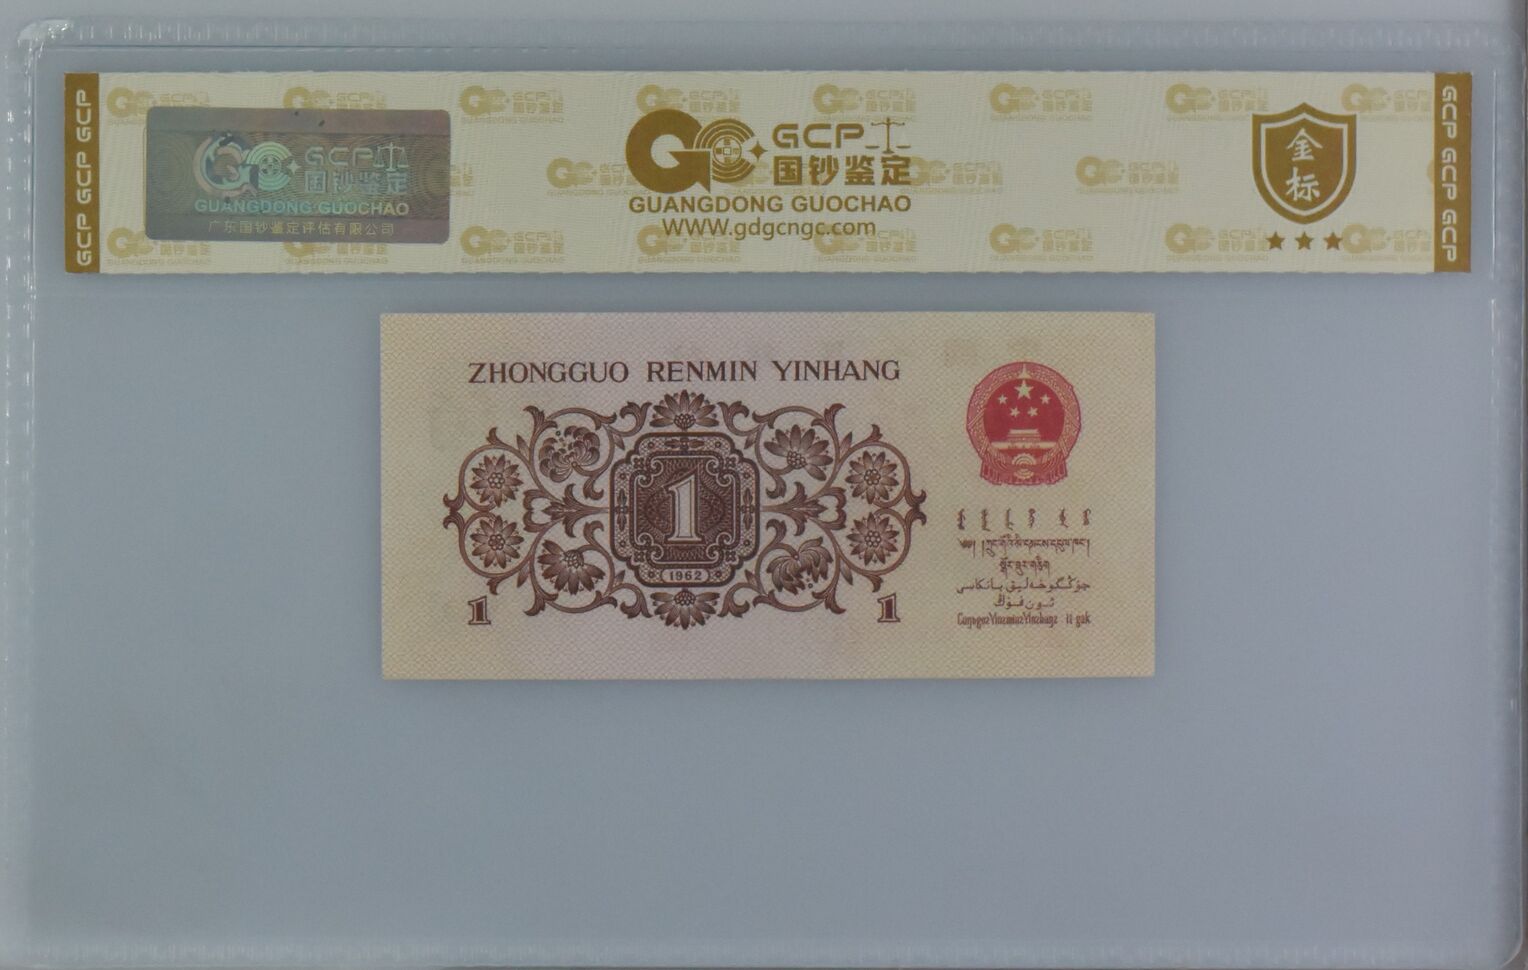 GCP GCP GCP
GCP 国钞鉴定
GUANGDONG GUOCHAO
广东国钞鉴定评估有限公司
GCP
国钞鉴定
GUANGDONG GUOCHAO
WWW.gdgcngc.com
金标
GCP GCP GCP
ZHONGGUO RENMIN YINHANG
1
1962
1
1